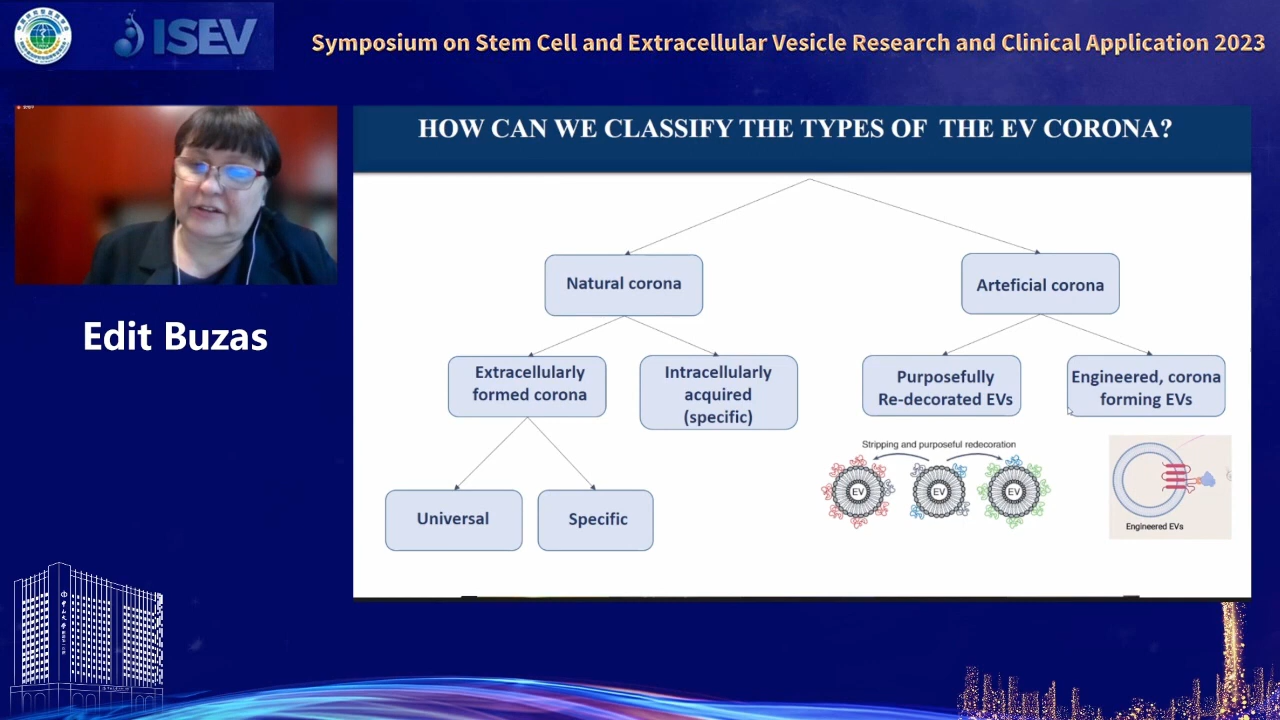 ISEV
Symposium on Stem Cell and Extracellular Vesicle Research and Clinical Application 2023
Edit Buzas
HOW CAN WE CLASSIFY THE TYPES OF THE EV CORONA?
Natural corona
Arteficial corona
Extracellularly
formed corona
Intracellularly
acquired
(specific)
Purposefully
Re-decorated EVs
Engineered, corona
forming EVs
Stripping and purposeful redecoration
EV
EV
EV
Engineered EVs
Universal
Specific